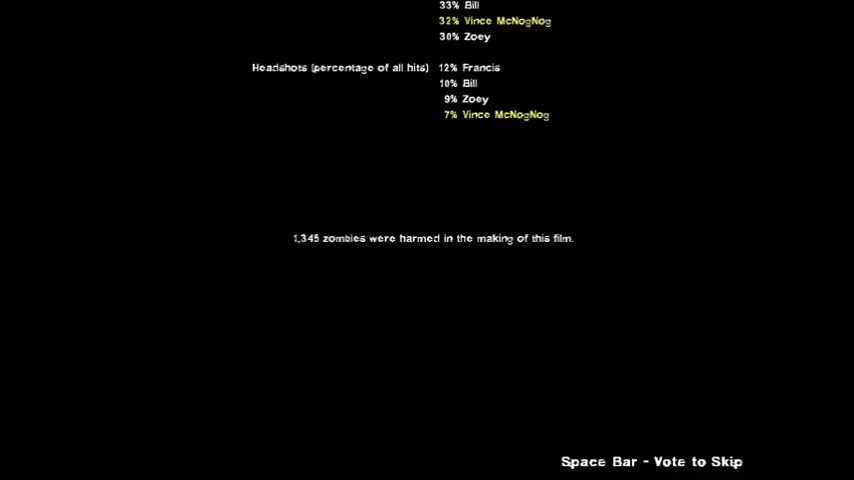 33% Bill
32% Vince McNogNog
30% Zoey
Headshots (percentage of all hits) 12% Francis
10% Bill
9% Zoey
7% Vince McNogNog
1,345 zombies were harmed in the making of this film.
Space Bar - Vote to Skip